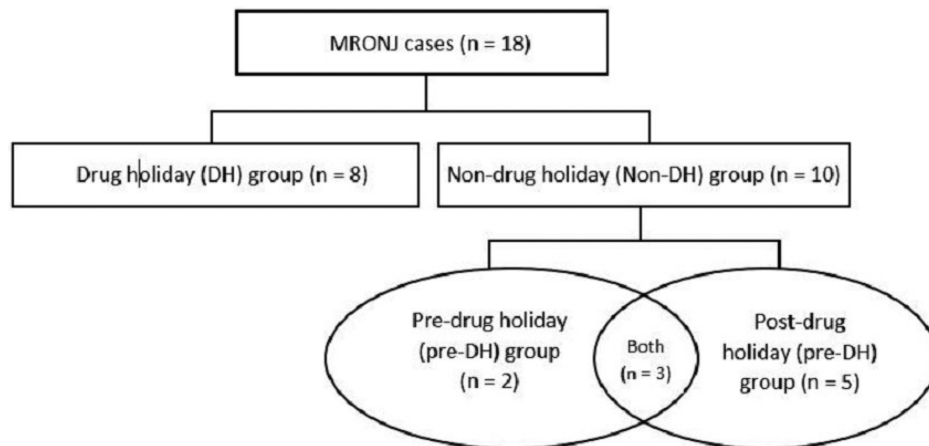 MRONJ cases (n = 18)
Drug holiday (DH) group (n = 8)
Non-drug holiday (Non-DH) group (n = 10)
Pre-drug holiday
(pre-DH) group
(n = 2)
Both
(n = 3)
Post-drug
holiday (pre-DH)
group (n = 5)